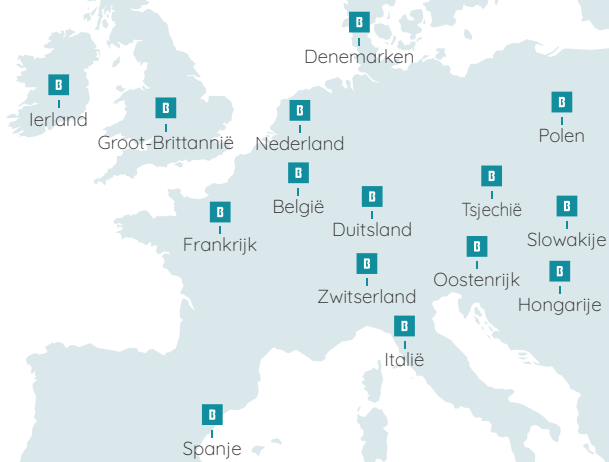 Denemarken
Ierland
Groot-Brittannië
Nederland
Polen
België
Tsjechië
Frankrijk
Duitsland
Slowakije
Oostenrijk
Zwitserland
Hongarije
Italië
Spanje